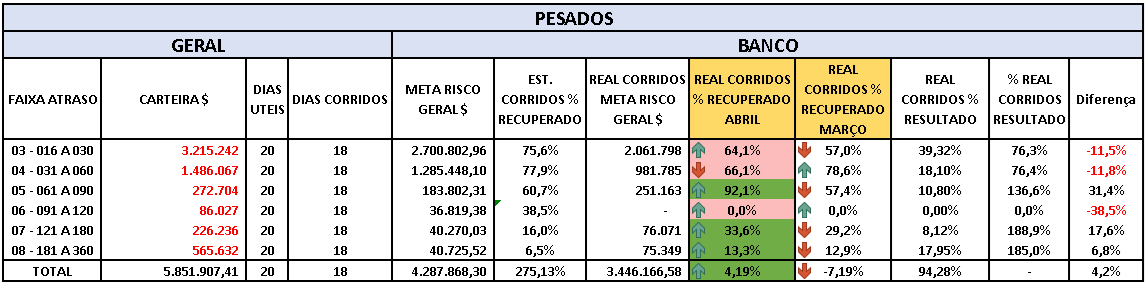 PESADOS
GERAL BANCO
FAIXA ATRASO CARTEIRA $ DIAS UTEIS DIAS CORRIDOS META RISCO GERAL $ EST. CORRIDOS % RECUPERADO REAL CORRIDOS META RISCO GERAL $ REAL CORRIDOS % RECUPERADO ABRIL REAL CORRIDOS % RECUPERADO MARÇO REAL CORRIDOS % RESULTADO % REAL CORRIDOS RESULTADO Diferença
03 - 016 A 030 3.215.242 20 18 2.700.802,96 75,6% 2.061.798 64,1% 57,0% 39,32% 76,3% -11,5%
04 - 031 A 060 1.486.067 20 18 1.285.448,10 77,9% 981.785 66,1% 78,6% 18,10% 76,4% -11,8%
05 - 061 A 090 272.704 20 18 183.802,31 60,7% 251.163 92,1% 57,4% 10,80% 136,6% 31,4%
06 - 091 A 120 86.027 20 18 36.819,38 38,5% - 0,0% 0,0% 0,00% 0,0% -38,5%
07 - 121 A 180 226.236 20 18 40.270,03 16,0% 76.071 33,6% 29,2% 8,12% 188,9% 17,6%
08 - 181 A 360 565.632 20 18 40.725,52 6,5% 75.349 13,3% 12,9% 17,95% 185,0% 6,8%
TOTAL 5.851.907,41 20 18 4.287.868,30 275,13% 3.446.166,58 4,19% -7,19% 94,28% - 4,2%